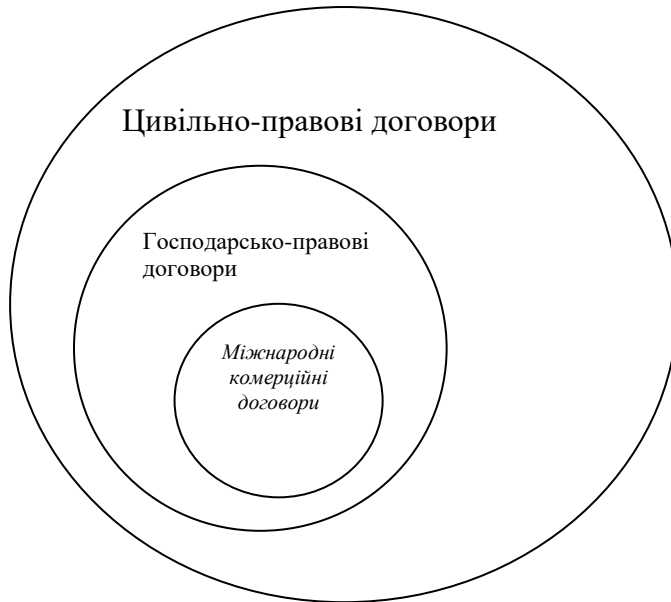 Цивільно-правові договори
Господарсько-правові
договори
Міжнародні
комерційні
договори